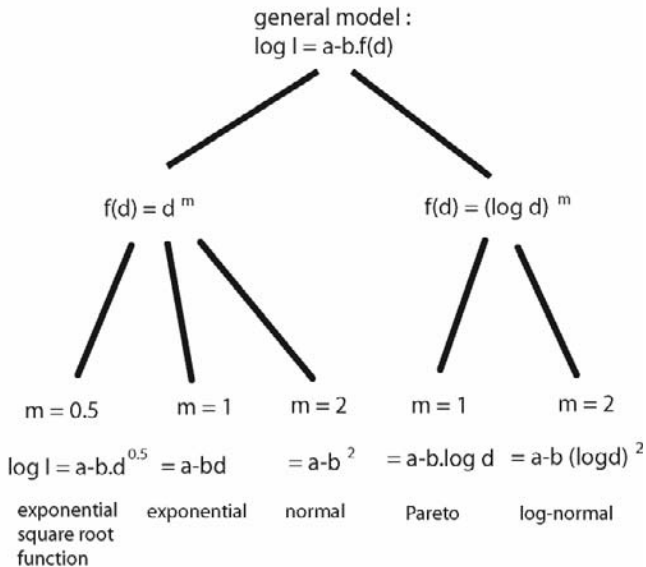 general model :
log I = a-b.f(d)
f(d) = d ^m
f(d) = (log d) ^m
m = 0.5
m = 1
m = 2
m = 1
m = 2
log I = a-b.d^0.5
= a-bd
= a-b ^2
= a-b.log d
= a-b (logd) ^2
exponential
square root
function
exponential
normal
Pareto
log-normal